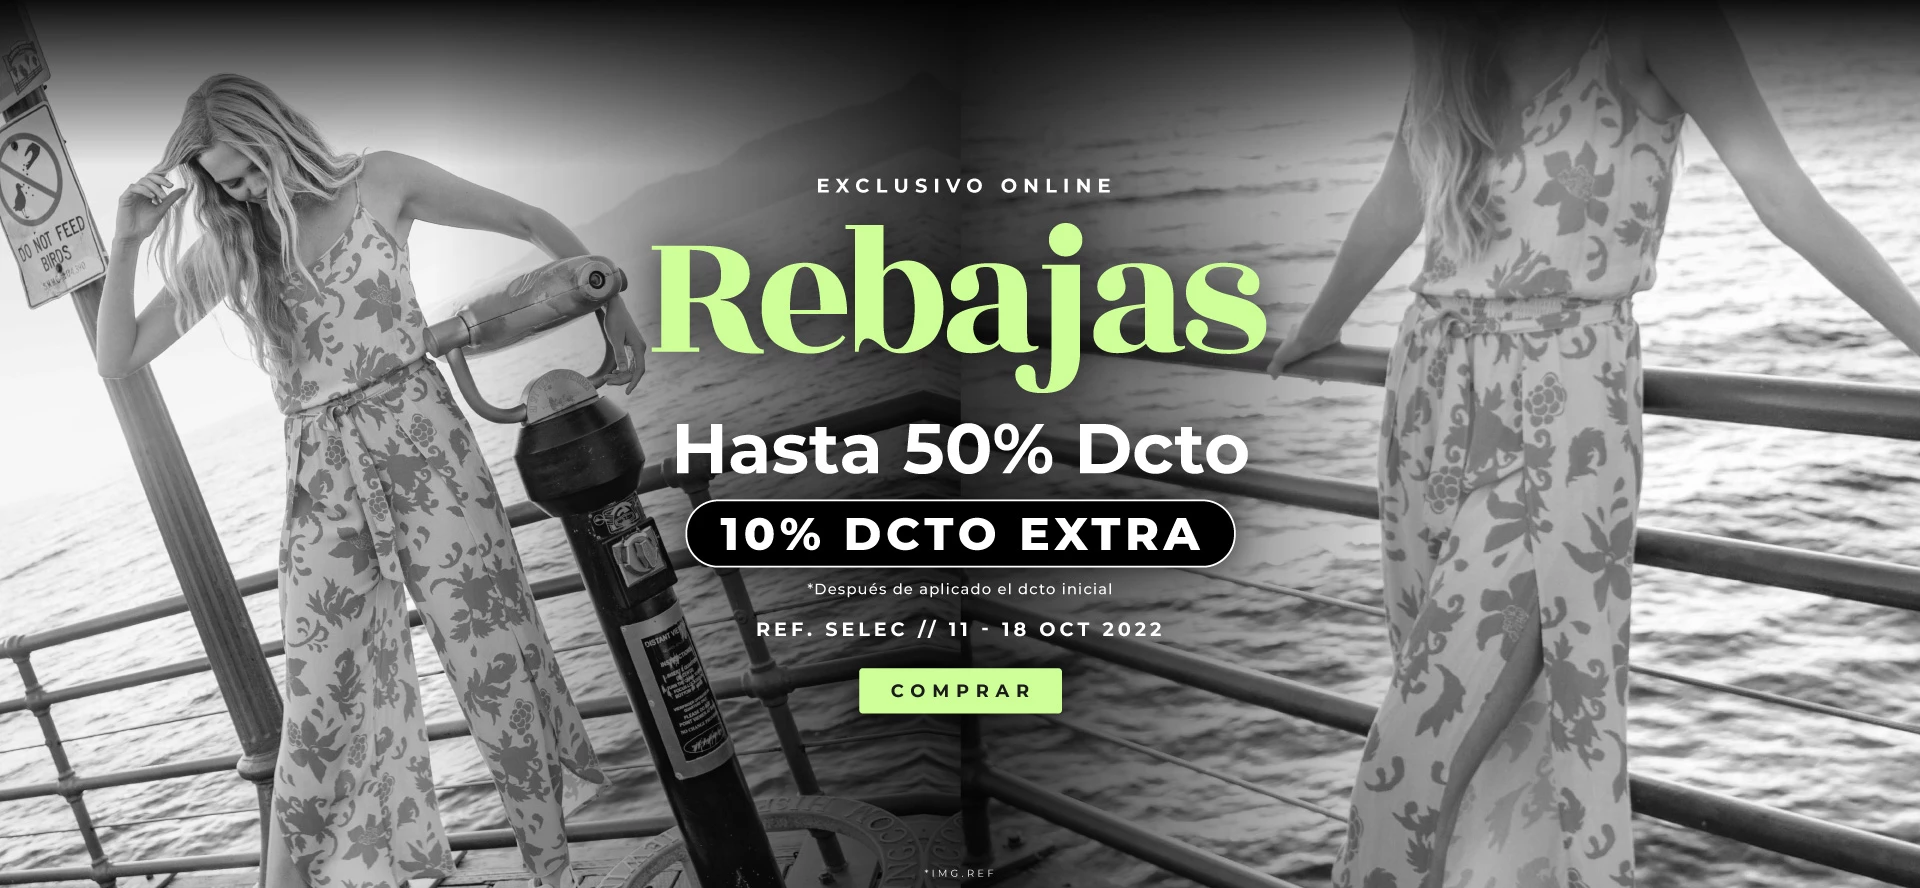 EXCLUSIVO ONLINE
Rebajas
Hasta 50% Dcto
10% DCTO EXTRA
*Después de aplicado el dcto inicial
REF. SELEC // 11 - 18 OCT 2022
COMPRAR
*IMG.REF
DO NOT FEED
BIRDS